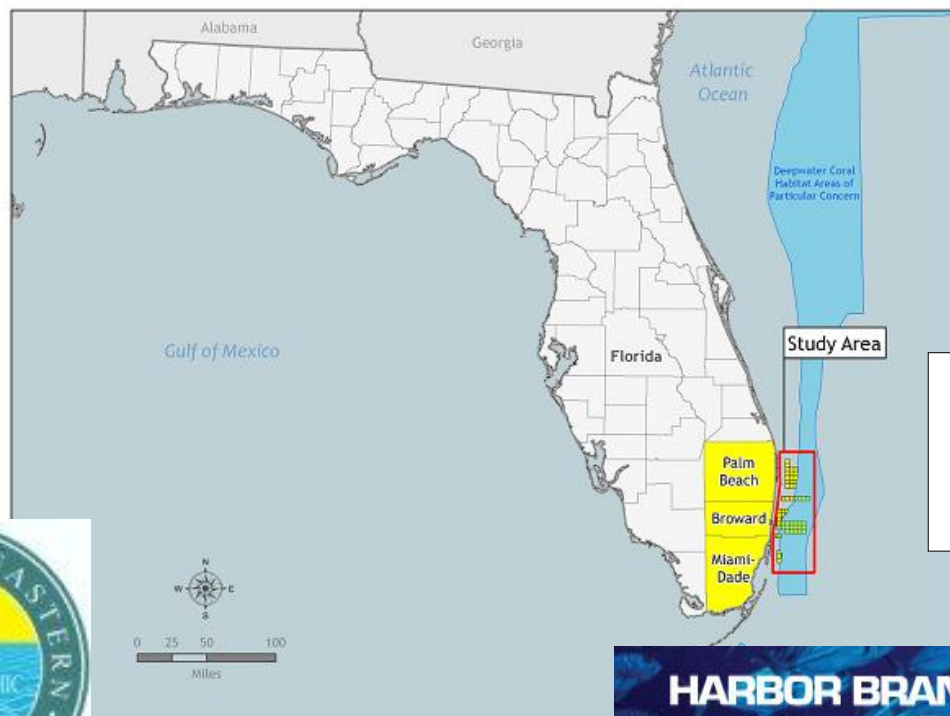 Alabama
Georgia
Atlantic
Ocean
Deepwater Coral
Habitat Areas of
Particular Concern
Study Area
Gulf of Mexico
Florida
Palm
Beach
Broward
Miami-
Dade
N
W E
S
0 25 50 100
Miles
ASTERN
HARBOR BRAN